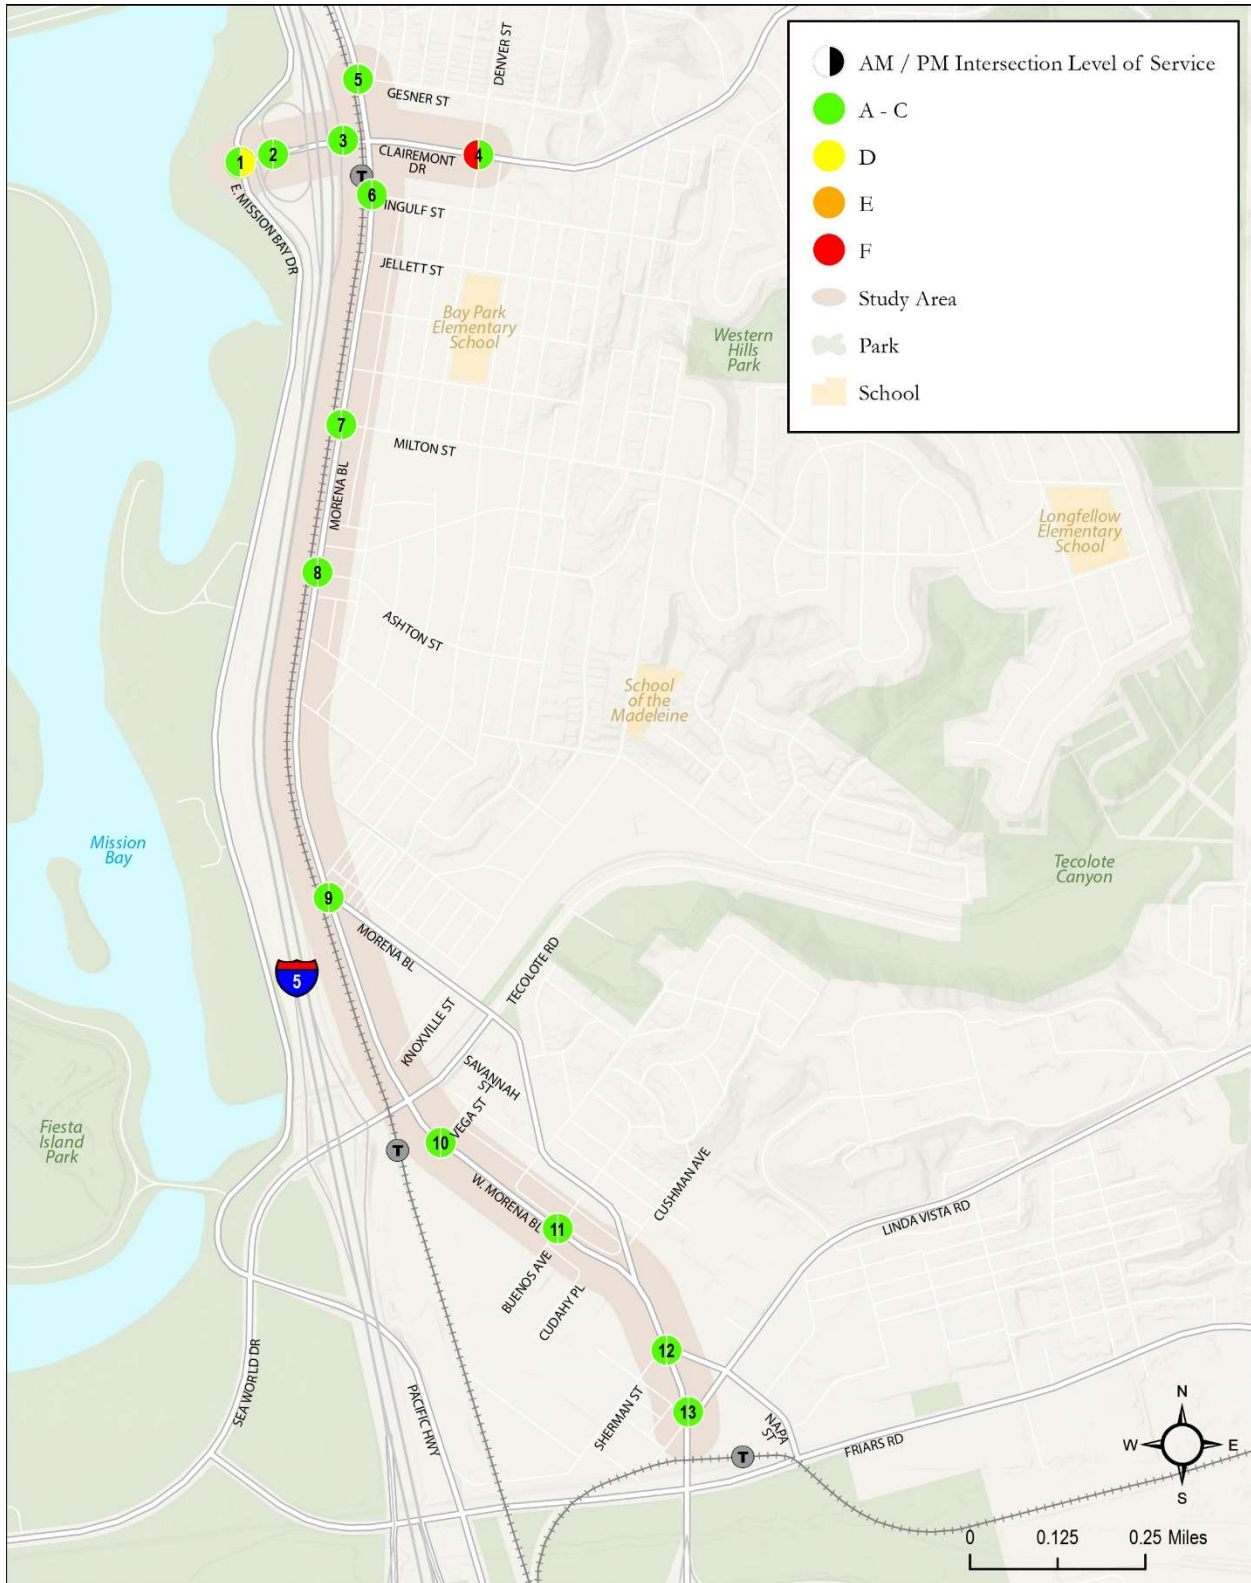 DENVER ST
AM / PM Intersection Level of Service
5
GESNER ST
A - C
3
2
1
CLAIREMONT
DR
4
D
T
6
INGULF ST
E
E. MISSION BAY DR
F
JELLETT ST
Study Area
Bay Park
Elementary
School
Western
Hills
Park
Park
School
7
MILTON ST
MORENA BL
Longfellow
Elementary
School
8
ASHTON ST
School
of the
Madeleine
Mission
Bay
Tecolote
Canyon
9
MORENA BL
TECOLOTE RD
5
KNOXVILLE ST
SAVANNAH
ST
VEGA ST
Fiesta
Island
Park
10
T
W. MORENA BL
CUSHMAN AVE
LINDA VISTA RD
11
BUENOS AVE
CUDAHY PL
12
SEA WORLD DR
PACIFIC HWY
SHERMAN ST
13
NAPA
ST
FRIARS RD
T
N
W
E
S
0
0.125
0.25 Miles